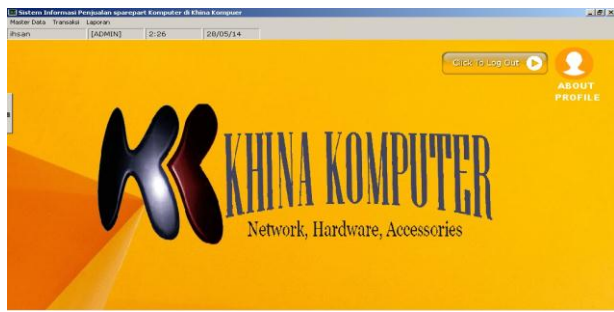 Sistem Informasi Penjualan sparepart Komputer di Khina Kompuer
Master Data Transaksi Laporan
ihsan [ADMIN] 2:26 28/05/14
Click To Log Out
ABOUT
PROFILE
KHINA KOMPUTER
Network, Hardware, Accessories